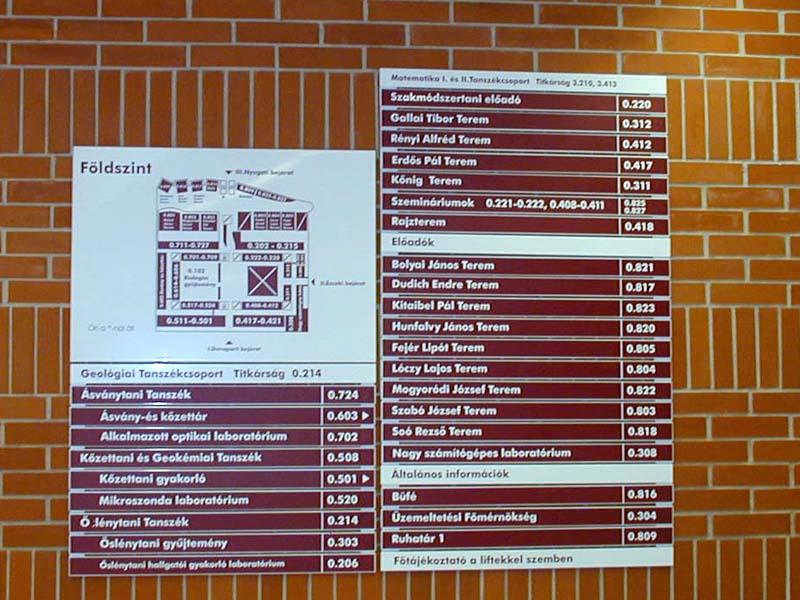 Földszint
III.Nyugati bejárat
0.711-0.727
0.202 - 0.215
0.701-0.709
0.222-0.220
0.102
Biológiai
gyűjtemény
II.Északi bejárat
0.517-0.524
0.408-0.412
0.511-0.501
0.417-0.421
Ön a *-nál áll
I.Dunaparti bejárat
Geológiai Tanszékcsoport Titkárság 0.214
Ásványtani Tanszék 0.724
Ásvány-és kőzettár 0.603
Alkalmazott optikai laboratórium 0.702
Kőzettani és Geokémiai Tanszék 0.508
Kőzettani gyakorló 0.501
Mikroszonda laboratórium 0.520
Ő lénytani Tanszék 0.214
Őslénytani gyűjtemény 0.303
Őslénytani hallgatói gyakorló laboratórium 0.206
Matematika I. és II.Tanszékcsoport Titkárság 3.216, 3.413
Szakmódszertani előadó 0.220
Gallai Tibor Terem 0.312
Rényi Alfréd Terem 0.412
Erdős Pál Terem 0.417
Kőnig Terem 0.311
Szemináriumok 0.221-0.222, 0.408-0.411 0.825
0.827
Rajzterem 0.418
Előadók
Bolyai János Terem 0.821
Dudich Endre Terem 0.817
Kitaibel Pál Terem 0.823
Hunfalvy János Terem 0.820
Fejér Lipót Terem 0.805
Lóczy Lajos Terem 0.804
Mogyoródi József Terem 0.822
Szabó József Terem 0.803
Soó Rezső Terem 0.818
Nagy számítógépes laboratórium 0.308
Általános információk
Büfé 0.816
Üzemeltetési Főmérnökség 0.304
Ruhatár 1 0.809
Főtájékoztató a liftekkel szemben